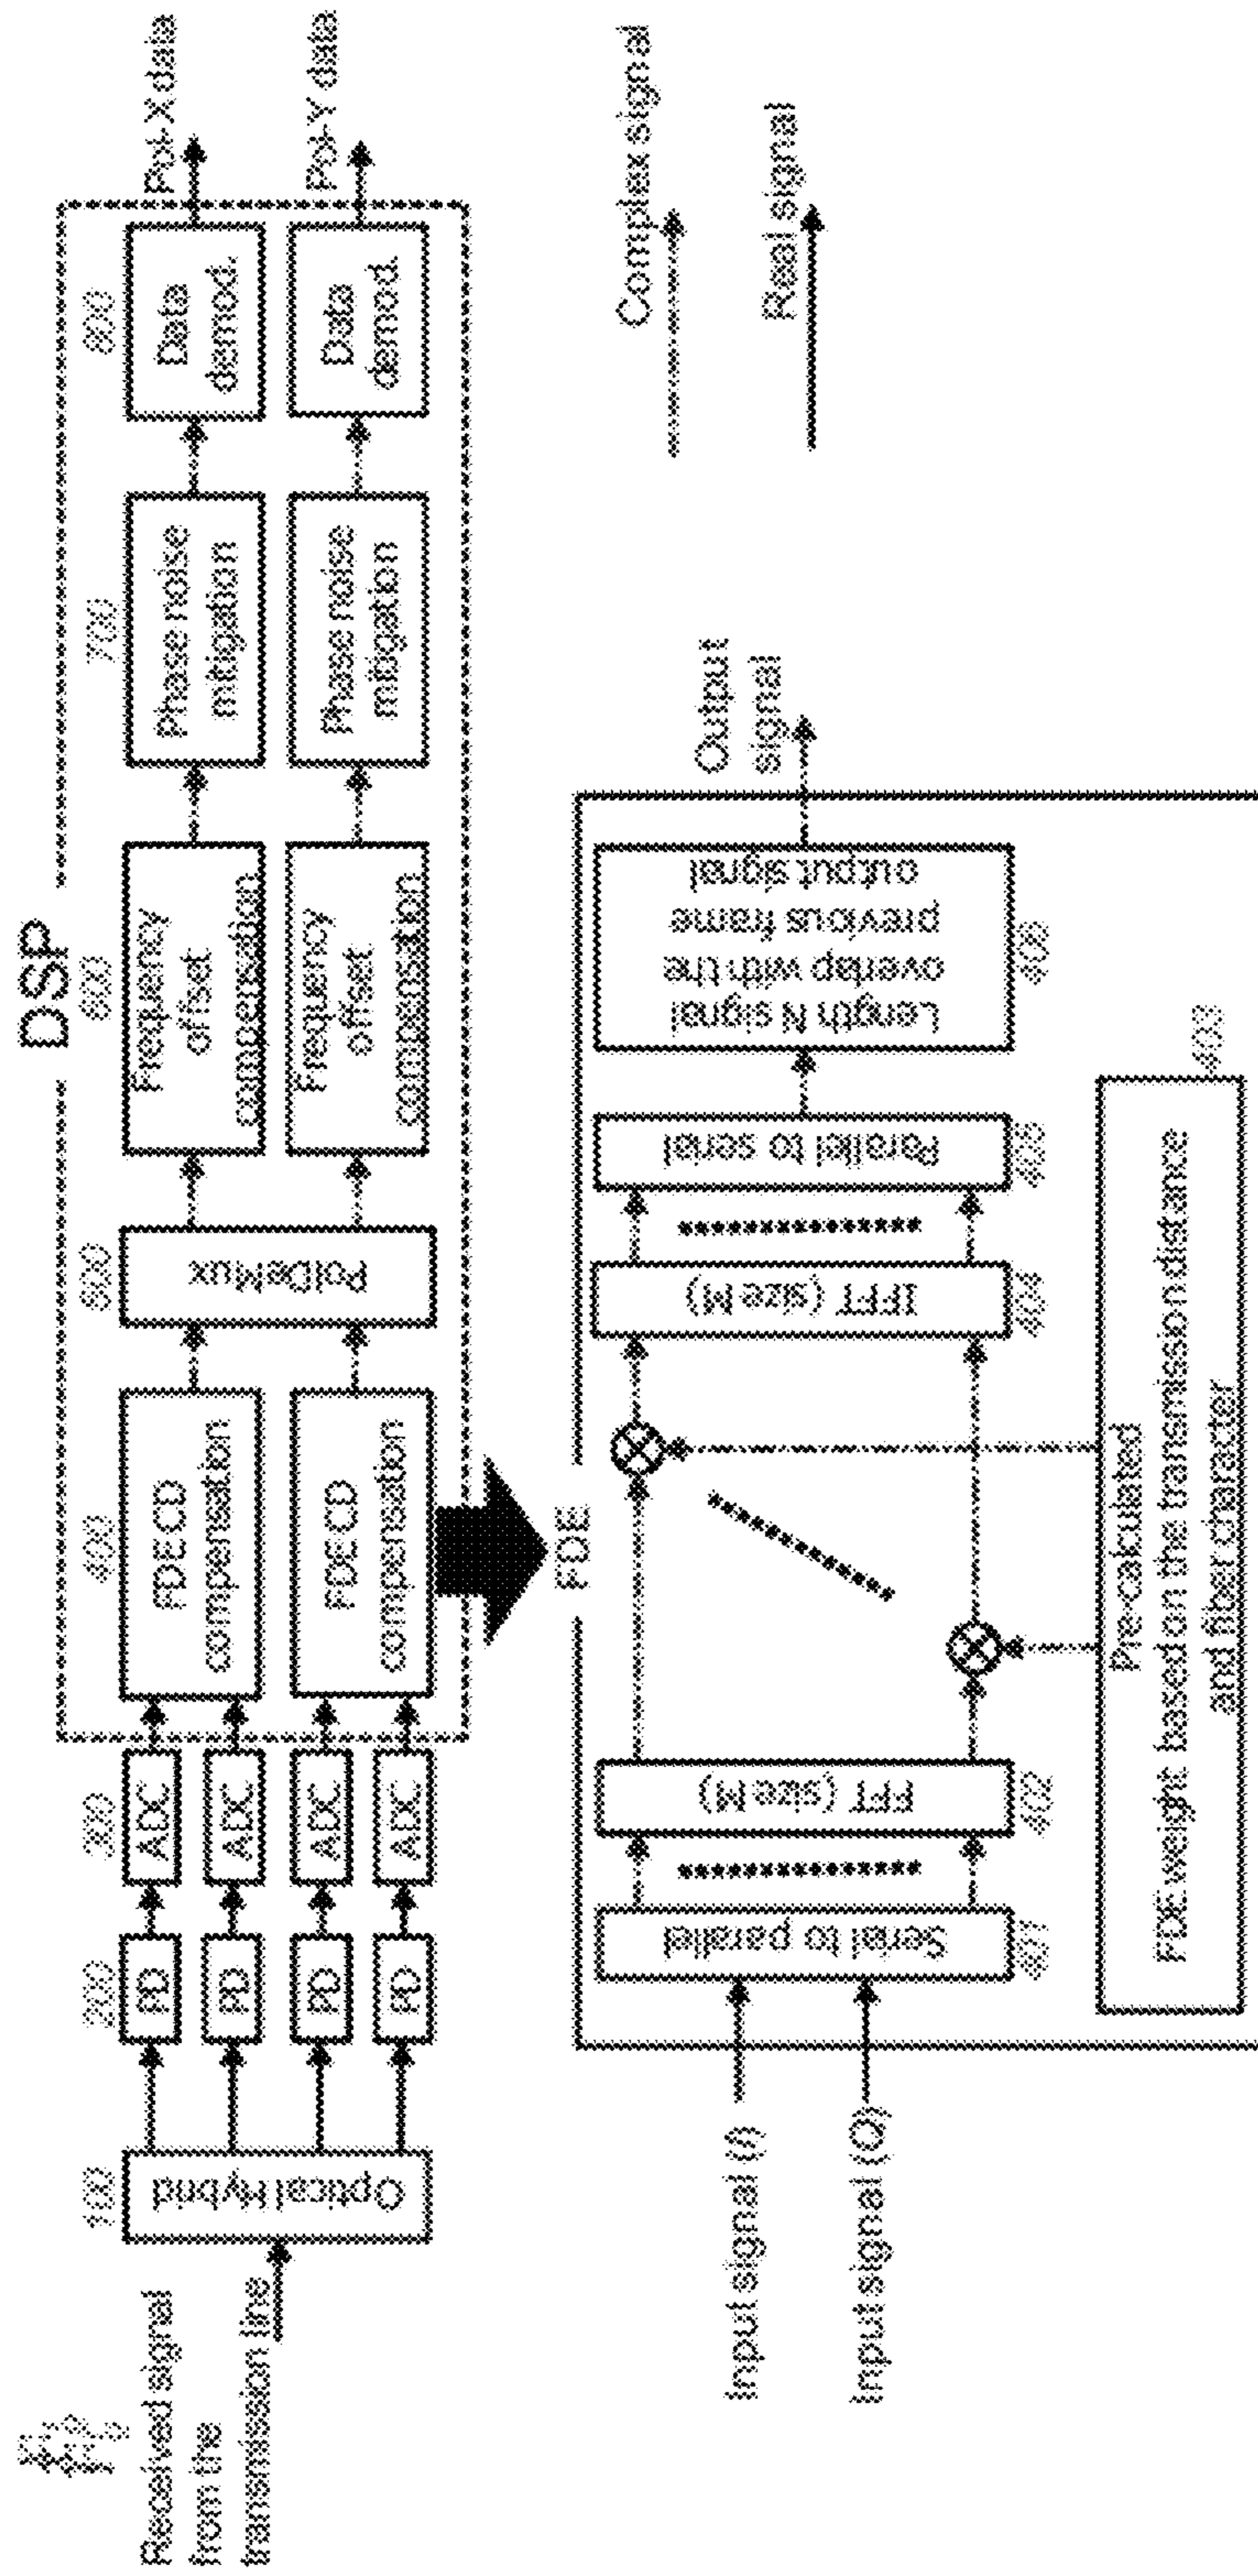 Received signal
from the
transmission line
100
Optical Hybrid
200
PD
PD
PD
PD
300
ADC
ADC
ADC
ADC
DSP
400
FDE CD
compensation
FDE CD
compensation
500
PolDeMux
600
Frequency
offset
compensation
Frequency
offset
compensation
700
Phase noise
mitigation
Phase noise
mitigation
800
Data
demod.
Data
demod.
Pol-X data
Pol-Y data
FDE
Input signal (I)
Input signal (Q)
Serial to parallel
401
FFT (size M)
402
Pre-calculated
FDE weight based on the transmission distance
and fiber character
403
IFFT (size M)
404
Parallel to serial
405
Length N signal
overlap with the
previous frame
output signal
Output
signal
Complex signal
Real signal